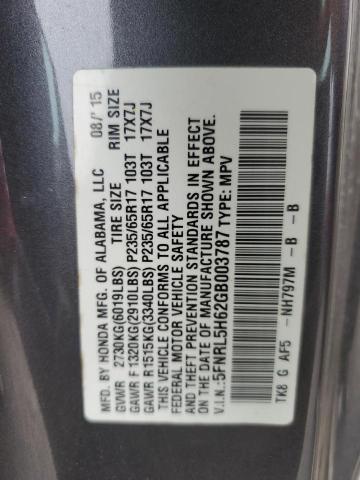 MFD. BY HONDA MFG. OF ALABAMA, LLC 08/ 15
TIRE SIZE RIM SIZE
GVWR 2730KG(6019LBS)
GAWR F 1320KG(2910LBS) P235/65R17 103T 17X7J
GAWR R1515KG(3340LBS) P235/65R17 103T 17X7J
THIS VEHICLE CONFORMS TO ALL APPLICABLE
FEDERAL MOTOR VEHICLE SAFETY
AND THEFT PREVENTION STANDARDS IN EFFECT
ON THE DATE OF MANUFACTURE SHOWN ABOVE.
V.I.N.:5FNRL5H62GB003787 TYPE: MPV
NH797M - B - B
TK8 G AF5